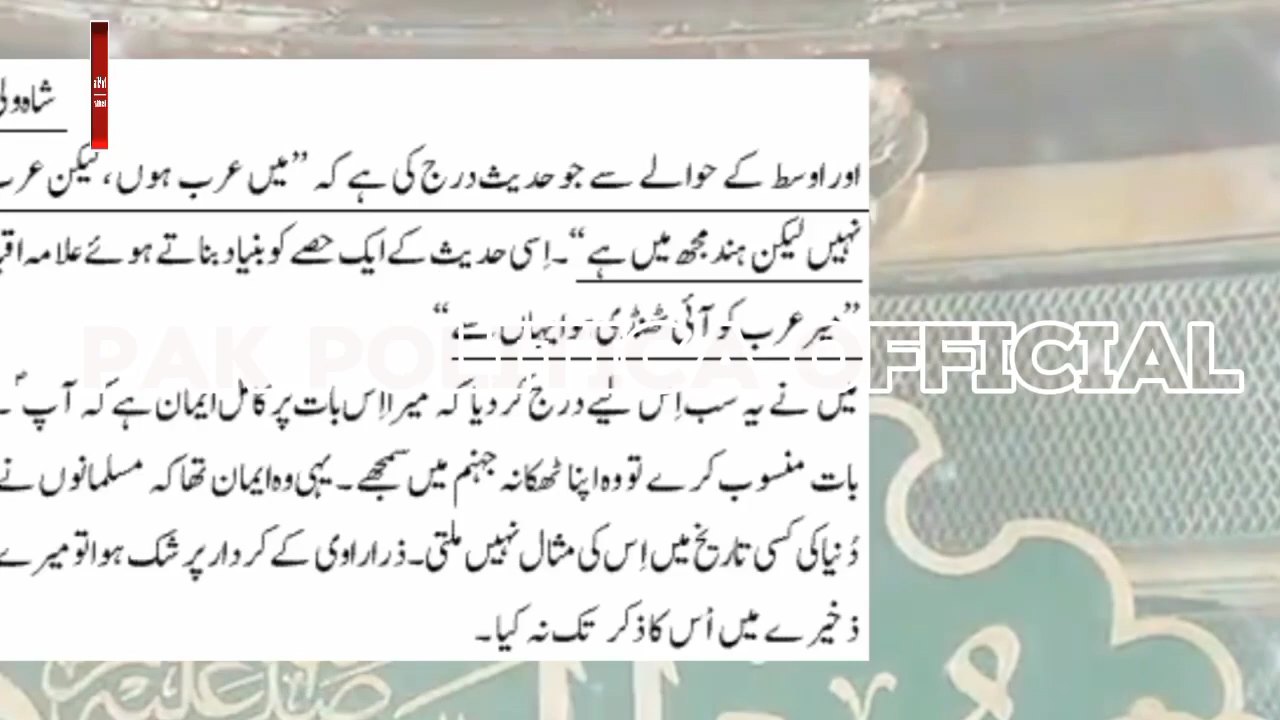 شاہ ولی
اور اوسط کے حوالے سے جو حدیث درج کی ہے کہ ”میں عرب ہوں، لیکن عرب
نہیں لیکن ہند مجھ میں ہے“۔ اِسی حدیث کے ایک حصے کو بنیاد بناتے ہوئے علامہ
”میر عرب کو آئی ٹھنڈی ہوا یہاں سے“
PAK POLITICA OFFICIAL
میں نے یہ سب اِس لیے درج کر دیا کہ میرا اِس بات پر کامل ایمان ہے کہ آپؐ
بات منسوب کرے تو وہ اپنا ٹھکانہ جہنم میں سمجھے۔ یہی وہ ایمان تھا کہ مسلمانوں نے
دُنیا کی کسی تاریخ میں اِس کی مثال نہیں ملتی۔ ذرا راوی کے کردار پر شک ہوا تو میرے
ذخیرے میں اُس کا ذکر تک نہ کیا۔